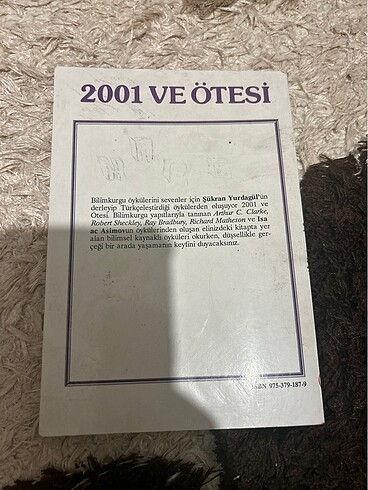 2001 VE ÖTESİ
Bilimkurgu öykülerini sevenler için Şükran Yurdagül'ün
derleyip Türkçeleştirdiği öykülerden oluşuyor 2001 ve
Ötesi. Bilimkurgu yapıtlarıyla tanınan Arthur C. Clarke,
Robert Sheckley, Ray Bradbury, Richard Matheson ve Isa
ac Asimovun öykülerinden oluşan elinizdeki kitapta yer
alan bilimsel kaynaklı öyküleri okurken, düşsellikle ger-
çeği bir arada yaşamanın keyfini duyacaksınız.
ISBN 975-379-187-9